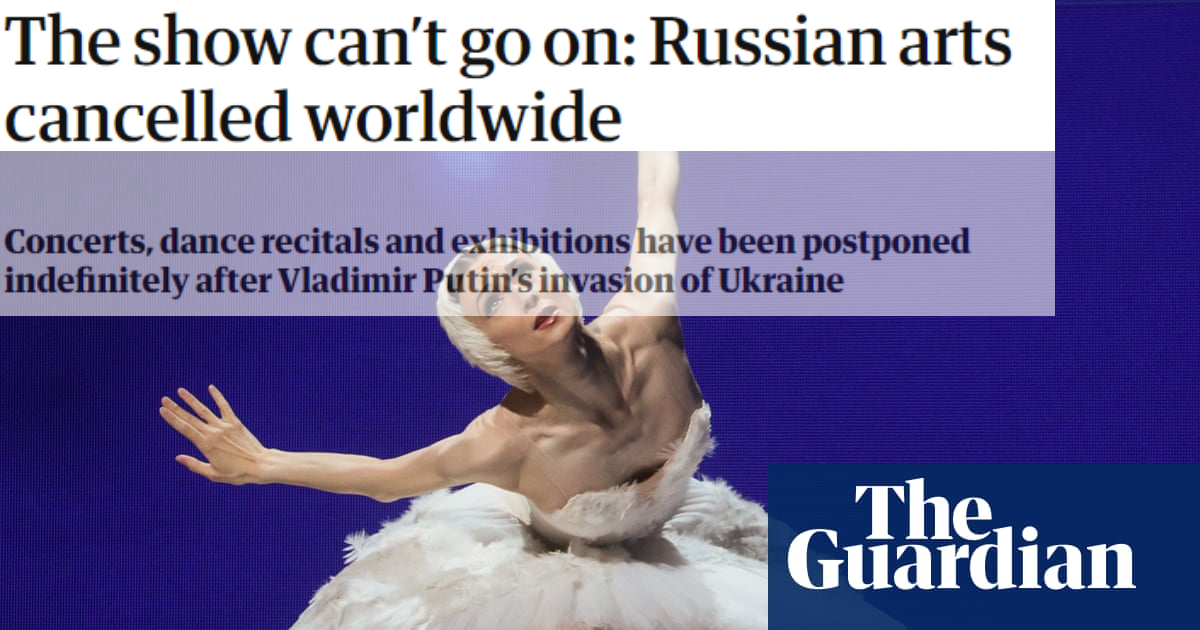 The show can’t go on: Russian arts
cancelled worldwide
Concerts, dance recitals and exhibitions have been postponed
indefinitely after Vladimir Putin’s invasion of Ukraine
The
Guardian